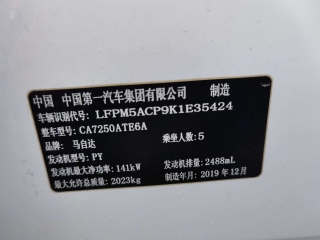 中国 中国第一汽车集团有限公司 制造
车辆识别代号: LFPM5ACP9K1E35424
整车型号: CA7250ATE6A
品牌: 马自达 乘坐人数: 5
发动机型号: PY
发动机最大净功率: 141kW 发动机排量: 2488mL
最大允许总质量: 2023kg 制造年月: 2019 年 12月